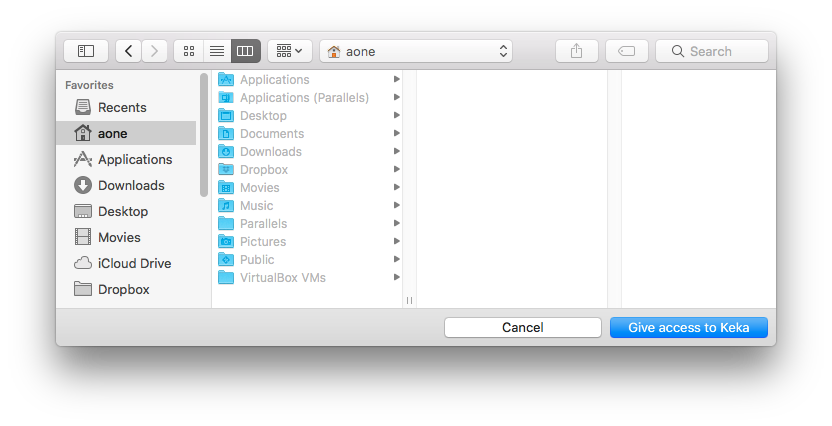 aone
Search
Favorites
Recents
aone
Applications
Downloads
Desktop
Movies
iCloud Drive
Dropbox
Applications
Applications (Parallels)
Desktop
Documents
Downloads
Dropbox
Movies
Music
Parallels
Pictures
Public
VirtualBox VMs
Cancel
Give access to Keka